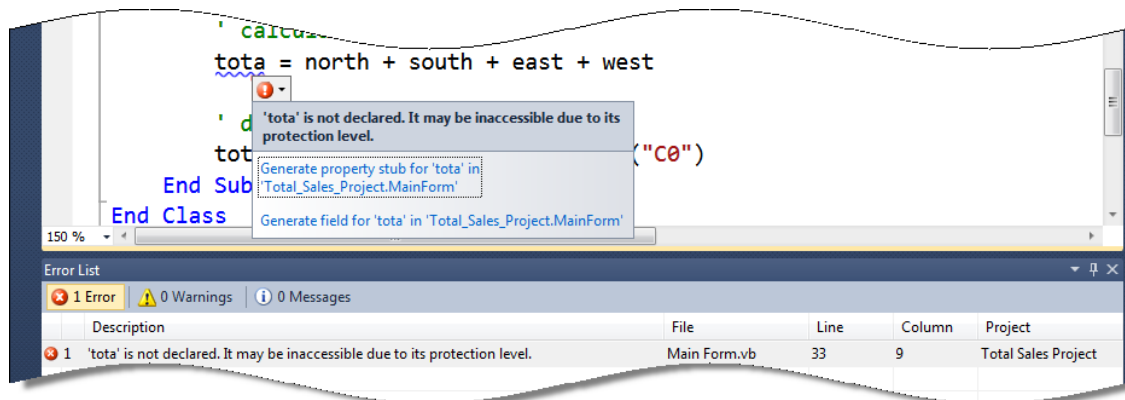 ' calcula
tota = north + south + east + west
' d
'tota' is not declared. It may be inaccessible due to its
protection level.
tot ("C0")
Generate property stub for 'tota' in
'Total_Sales_Project.MainForm'
End Sub
End Class
Generate field for 'tota' in 'Total_Sales_Project.MainForm'
150 %
Error List
1 Error 0 Warnings 0 Messages
Description File Line Column Project
1 'tota' is not declared. It may be inaccessible due to its protection level. Main Form.vb 33 9 Total Sales Project